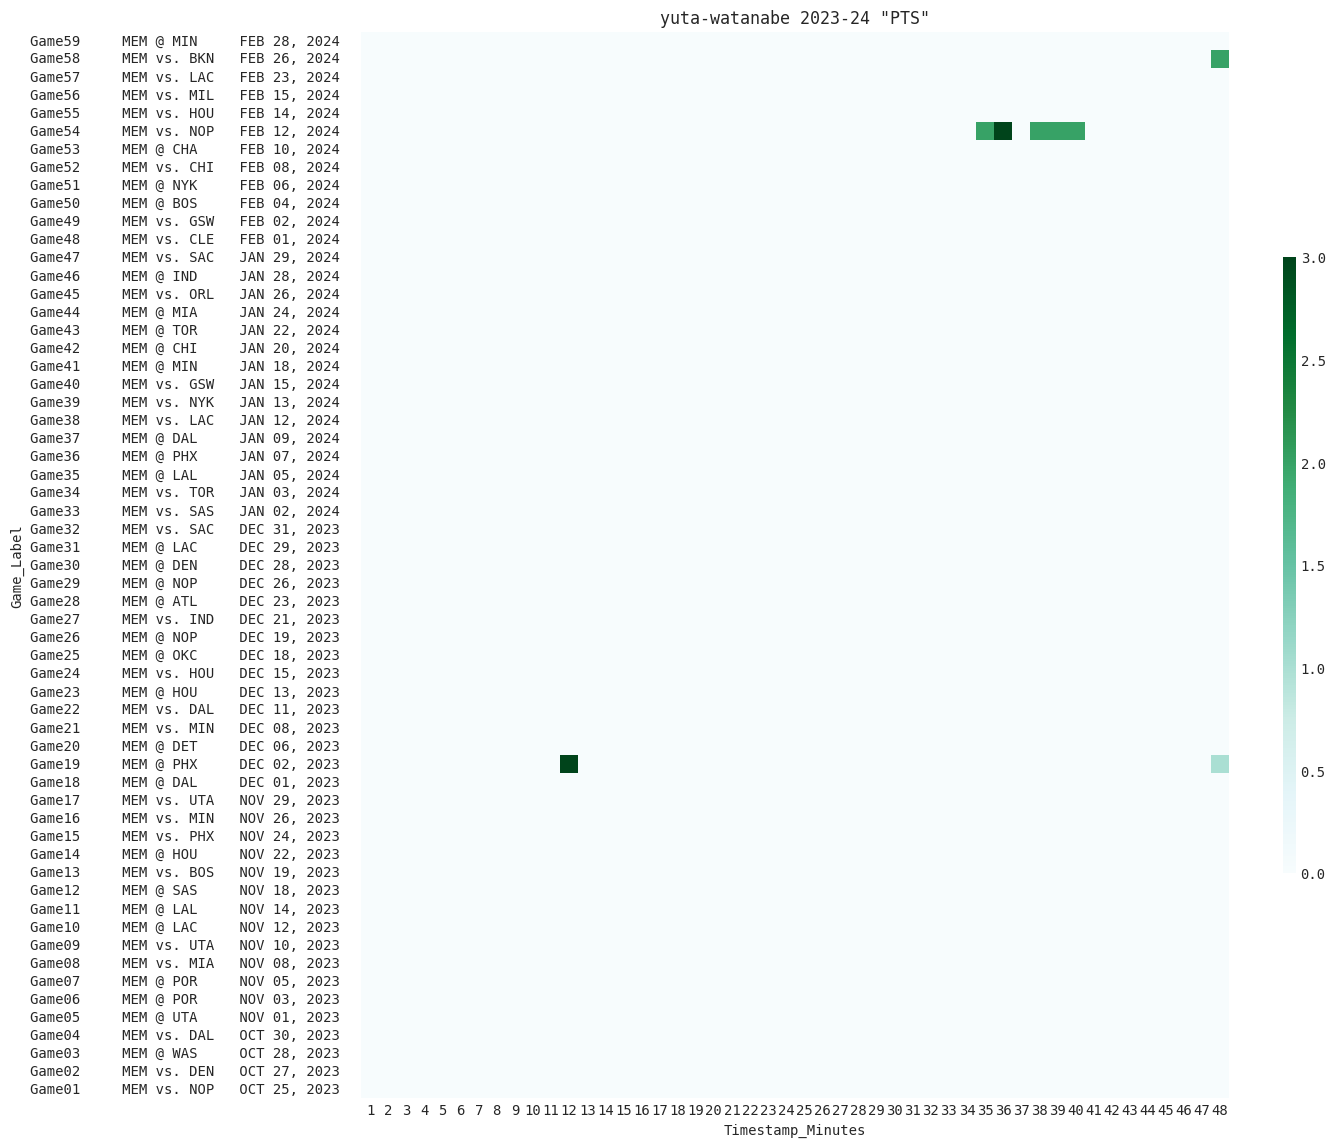 yuta-watanabe 2023-24 "PTS"
Game59 MEM @ MIN FEB 28, 2024
Game58 MEM vs. BKN FEB 26, 2024
Game57 MEM vs. LAC FEB 23, 2024
Game56 MEM vs. MIL FEB 15, 2024
Game55 MEM vs. HOU FEB 14, 2024
Game54 MEM vs. NOP FEB 12, 2024
Game53 MEM @ CHA FEB 10, 2024
Game52 MEM vs. CHI FEB 08, 2024
Game51 MEM @ NYK FEB 06, 2024
Game50 MEM @ BOS FEB 04, 2024
Game49 MEM vs. GSW FEB 02, 2024
Game48 MEM vs. CLE FEB 01, 2024
Game47 MEM vs. SAC JAN 29, 2024
Game46 MEM @ IND JAN 28, 2024
Game45 MEM vs. ORL JAN 26, 2024
Game44 MEM @ MIA JAN 24, 2024
Game43 MEM @ TOR JAN 22, 2024
Game42 MEM @ CHI JAN 20, 2024
Game41 MEM @ MIN JAN 18, 2024
Game40 MEM vs. GSW JAN 15, 2024
Game39 MEM vs. NYK JAN 13, 2024
Game38 MEM vs. LAC JAN 12, 2024
Game37 MEM @ DAL JAN 09, 2024
Game36 MEM @ PHX JAN 07, 2024
Game35 MEM @ LAL JAN 05, 2024
Game34 MEM vs. TOR JAN 03, 2024
Game33 MEM vs. SAS JAN 02, 2024
Game32 MEM vs. SAC DEC 31, 2023
Game31 MEM @ LAC DEC 29, 2023
Game30 MEM @ DEN DEC 28, 2023
Game29 MEM @ NOP DEC 26, 2023
Game28 MEM @ ATL DEC 23, 2023
Game27 MEM vs. IND DEC 21, 2023
Game26 MEM @ NOP DEC 19, 2023
Game25 MEM @ OKC DEC 18, 2023
Game24 MEM vs. HOU DEC 15, 2023
Game23 MEM @ HOU DEC 13, 2023
Game22 MEM vs. DAL DEC 11, 2023
Game21 MEM vs. MIN DEC 08, 2023
Game20 MEM @ DET DEC 06, 2023
Game19 MEM @ PHX DEC 02, 2023
Game18 MEM @ DAL DEC 01, 2023
Game17 MEM vs. UTA NOV 29, 2023
Game16 MEM vs. MIN NOV 26, 2023
Game15 MEM vs. PHX NOV 24, 2023
Game14 MEM @ HOU NOV 22, 2023
Game13 MEM vs. BOS NOV 19, 2023
Game12 MEM @ SAS NOV 18, 2023
Game11 MEM @ LAL NOV 14, 2023
Game10 MEM @ LAC NOV 12, 2023
Game09 MEM vs. UTA NOV 10, 2023
Game08 MEM vs. MIA NOV 08, 2023
Game07 MEM @ POR NOV 05, 2023
Game06 MEM @ POR NOV 03, 2023
Game05 MEM @ UTA NOV 01, 2023
Game04 MEM vs. DAL OCT 30, 2023
Game03 MEM @ WAS OCT 28, 2023
Game02 MEM vs. DEN OCT 27, 2023
Game01 MEM vs. NOP OCT 25, 2023
Game_Label
1 2 3 4 5 6 7 8 9 10 11 12 13 14 15 16 17 18 19 20 21 22 23 24 25 26 27 28 29 30 31 32 33 34 35 36 37 38 39 40 41 42 43 44 45 46 47 48
Timestamp_Minutes
3.0
2.5
2.0
1.5
1.0
0.5
0.0